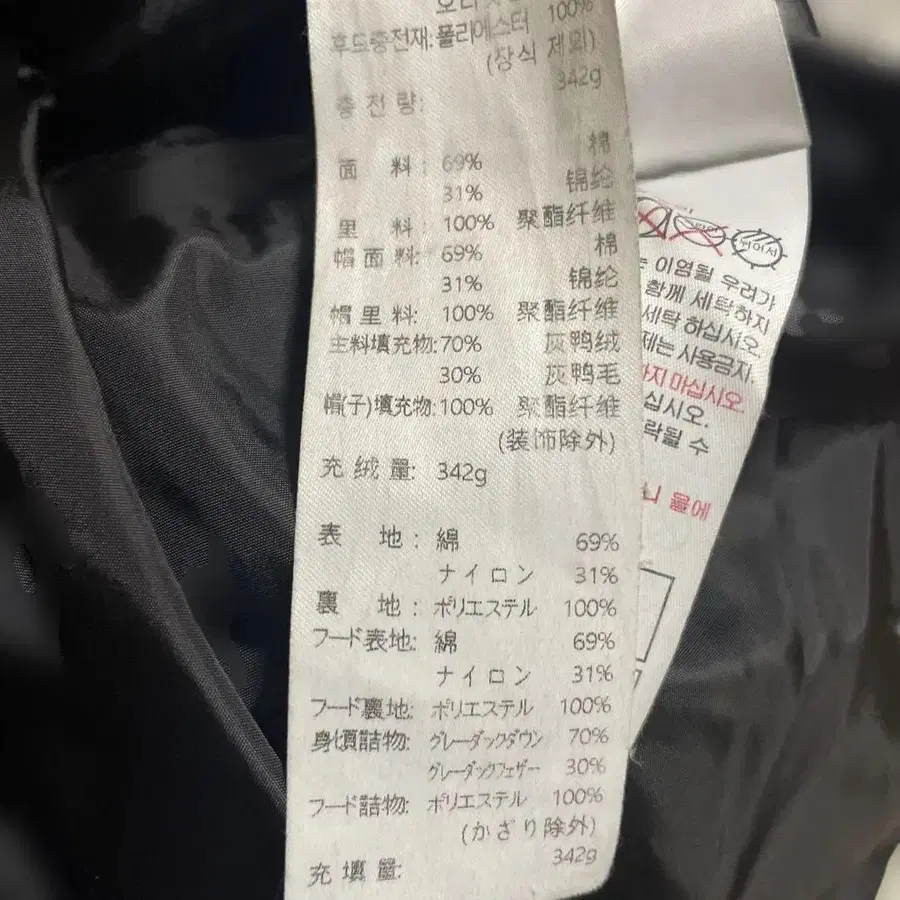 후드충전재:폴리에스터 100%
(장식 제외)
충전량: 342g
面 料: 69% 棉
31% 锦纶
里 料: 100% 聚酯纤维
帽面料: 69% 棉
31% 锦纶
帽里料: 100% 聚酯纤维
主料填充物:70% 灰鸭绒
30% 灰鸭毛
帽(子)填充物:100% 聚酯纤维
(装饰除外)
充绒量: 342g
表 地: 綿 69%
ナイロン 31%
裏 地: ポリエステル 100%
フード表地: 綿 69%
ナイロン 31%
フード裏地: ポリエステル 100%
身頃詰物: グレーダックダウン 70%
グレーダックフェザー 30%
フード詰物: ポリエステル 100%
(かざり除外)
充填量: 342g
뉘어서
이염될 우려가
함께 세탁하지
세탁 하십시오.
제는 사용금지.
마십시오.
십시오.
락될 수
물에